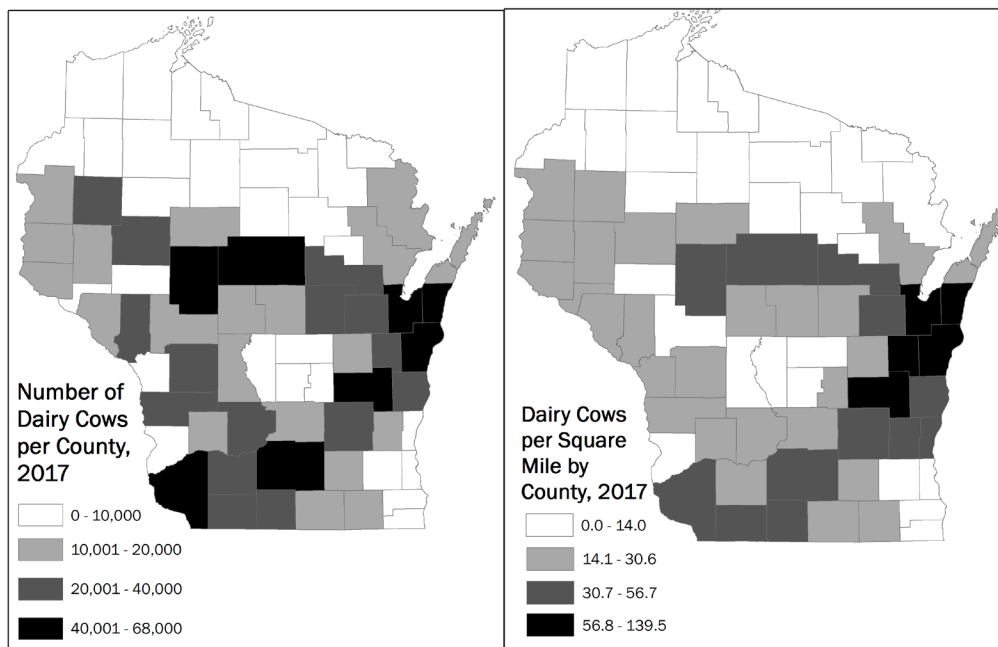 Number of
Dairy Cows
per County,
2017
0 - 10,000
10,001 - 20,000
20,001 - 40,000
40,001 - 68,000
Dairy Cows
per Square
Mile by
County, 2017
0.0 - 14.0
14.1 - 30.6
30.7 - 56.7
56.8 - 139.5